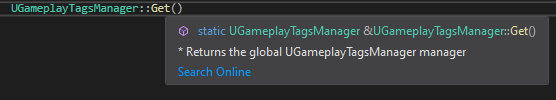 UGameplayTagsManager::Get()
static UGameplayTagsManager &UGameplayTagsManager::Get()
* Returns the global UGameplayTagsManager manager
Search Online